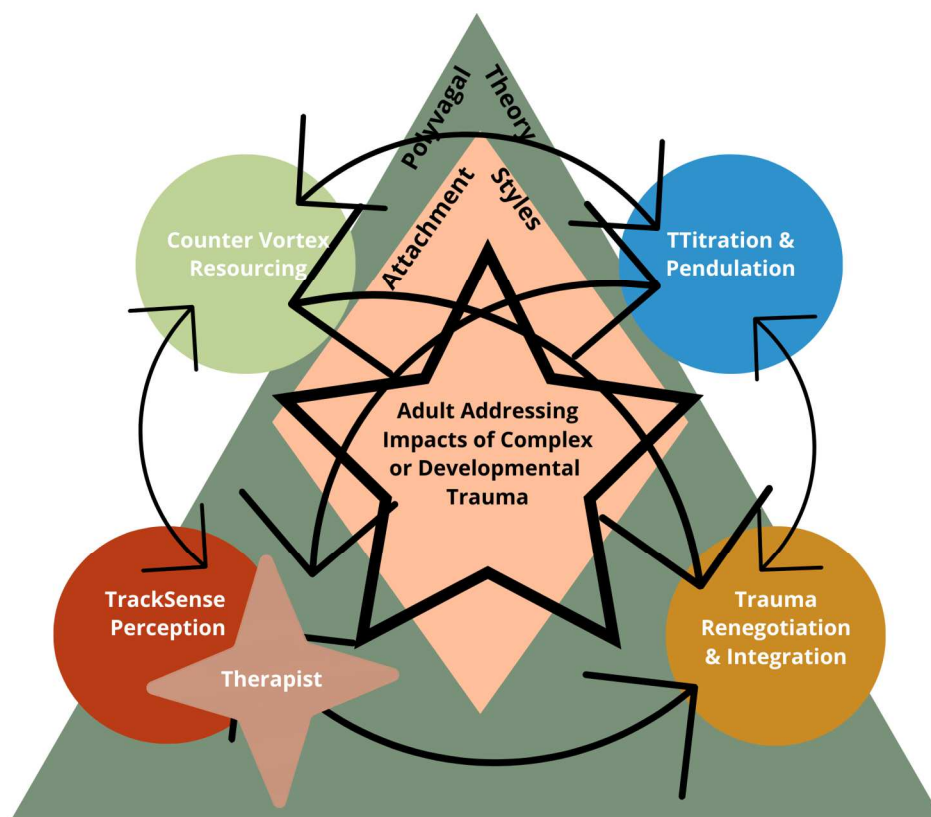 Polyvagal Theory
Attachment Styles
Counter Vortex
Resourcing
TTitration &
Pendulation
Adult Addressing
Impacts of Complex
or Developmental
Trauma
TrackSense
Perception
Therapist
Trauma
Renegotiation
& Integration